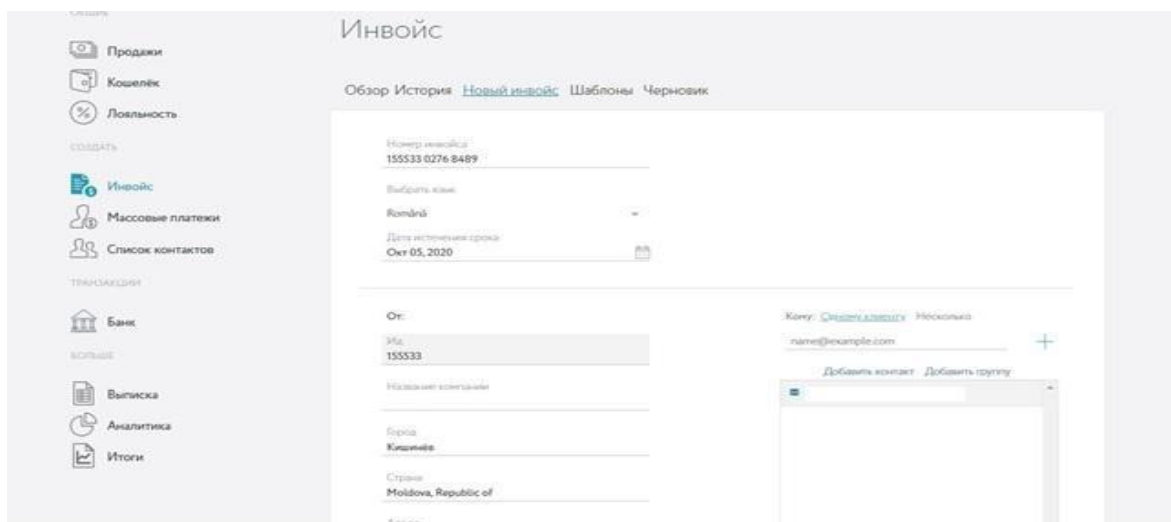 ОБЩИЕ
Продажи
Кошелёк
Лояльность
СОЗДАТЬ
Инвойс
Массовые платежи
Список контактов
ТРАНЗАКЦИИ
Банк
БОЛЬШЕ
Выписка
Аналитика
Итоги
Инвойс
Обзор История Новый инвойс Шаблоны Черновик
Номер инвойса
155533 0276 8489
Выбрать язык
Română
Дата истечения срока
Окт 05, 2020
От:
Ид
155533
Название компании
Город
Кишинёв
Страна
Moldova, Republic of
Кому: Одному клиенту Несколько
name@example.com
Добавить контакт Добавить группу